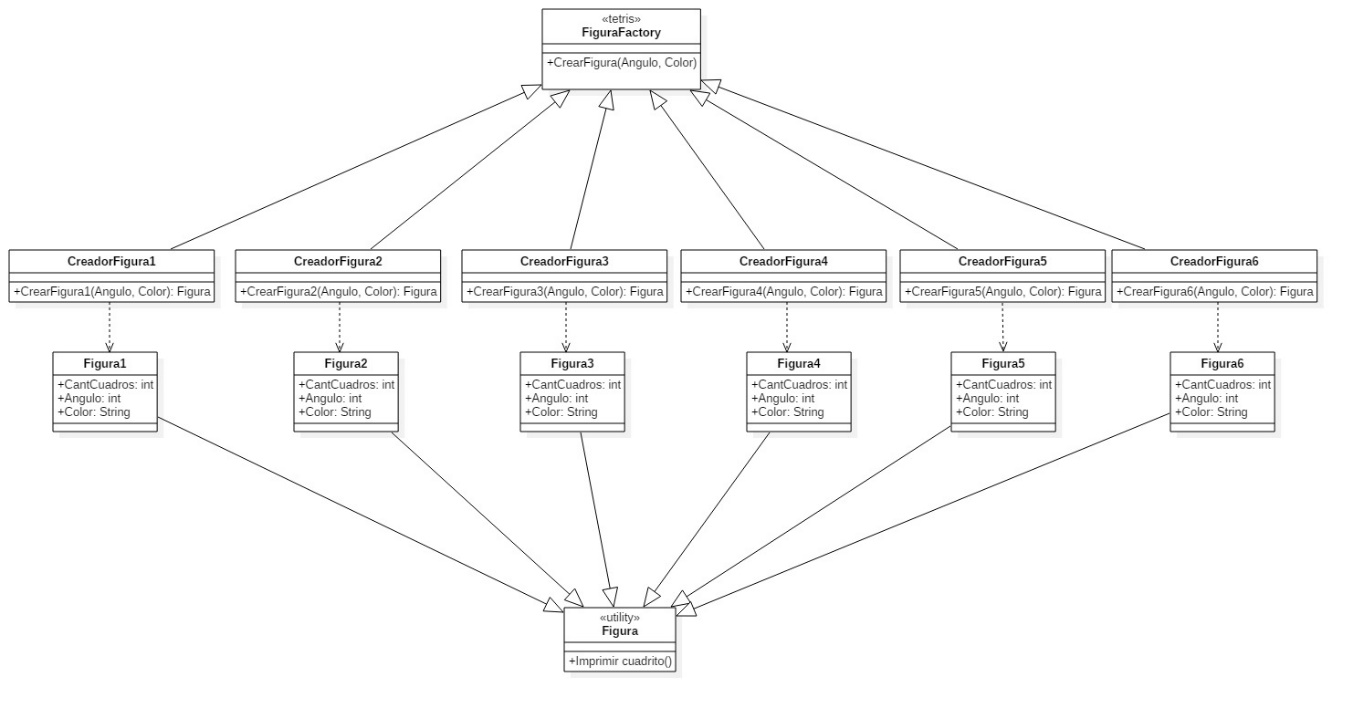 «tetris»
FiguraFactory
+CrearFigura(Angulo, Color)
CreadorFigura1
+CrearFigura1(Angulo, Color): Figura
CreadorFigura2
+CrearFigura2(Angulo, Color): Figura
CreadorFigura3
+CrearFigura3(Angulo, Color): Figura
CreadorFigura4
+CrearFigura4(Angulo, Color): Figura
CreadorFigura5
+CrearFigura5(Angulo, Color): Figura
CreadorFigura6
+CrearFigura6(Angulo, Color): Figura
Figura1
+CantCuadros: int
+Angulo: int
+Color: String
Figura2
+CantCuadros: int
+Angulo: int
+Color: String
Figura3
+CantCuadros: int
+Angulo: int
+Color: String
Figura4
+CantCuadros: int
+Angulo: int
+Color: String
Figura5
+CantCuadros: int
+Angulo: int
+Color: String
Figura6
+CantCuadros: int
+Angulo: int
+Color: String
«utility»
Figura
+Imprimir cuadrito()